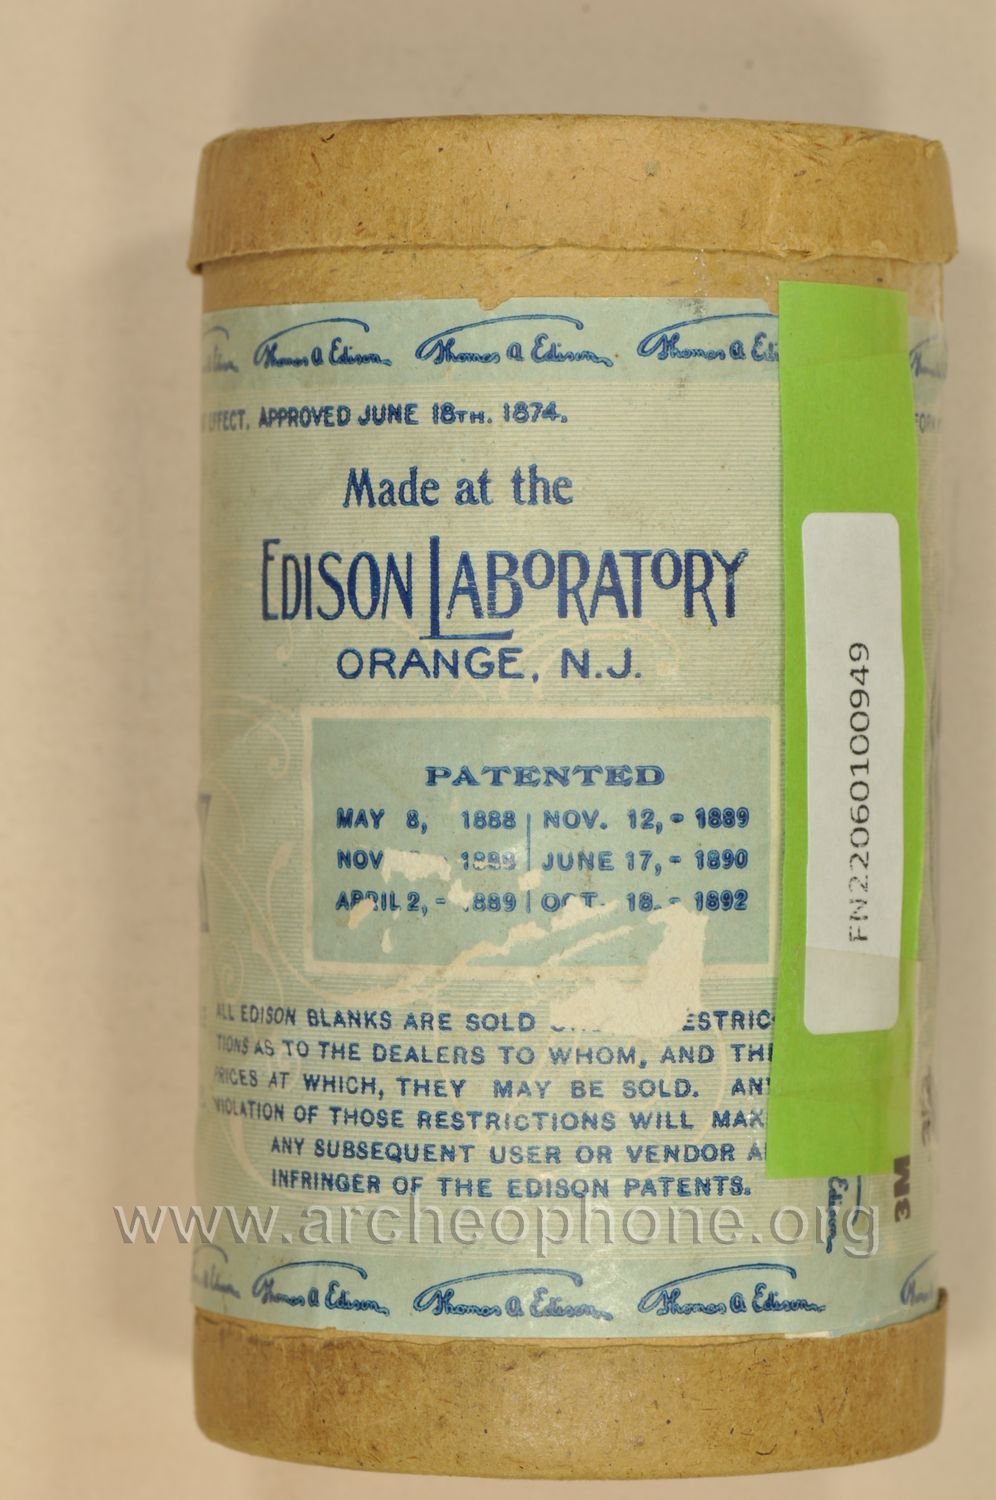 Thomas A Edison Thomas A Edison Thomas A
EFFECT, APPROVED JUNE 18TH. 1874.
Made at the
EDISON LABORATORY
ORANGE, N.J.
PATENTED
MAY 8, 1888 NOV. 12,- 1889
NOV JUNE 17,- 1890
APRIL 2,- 1889 OCT. 18.- 1892
ALL EDISON BLANKS ARE SOLD ESTRIC-
TIONS AS TO THE DEALERS TO WHOM, AND
PRICES AT WHICH, THEY MAY BE SOLD.
VIOLATION OF THOSE RESTRICTIONS WILL
ANY SUBSEQUENT USER OR VENDOR
INFRINGER OF THE EDISON PATENTS.
www.archeophone.org
Thomas A Edison Thomas A Edison Thomas A Edison
FN22060100949
3M
Edison